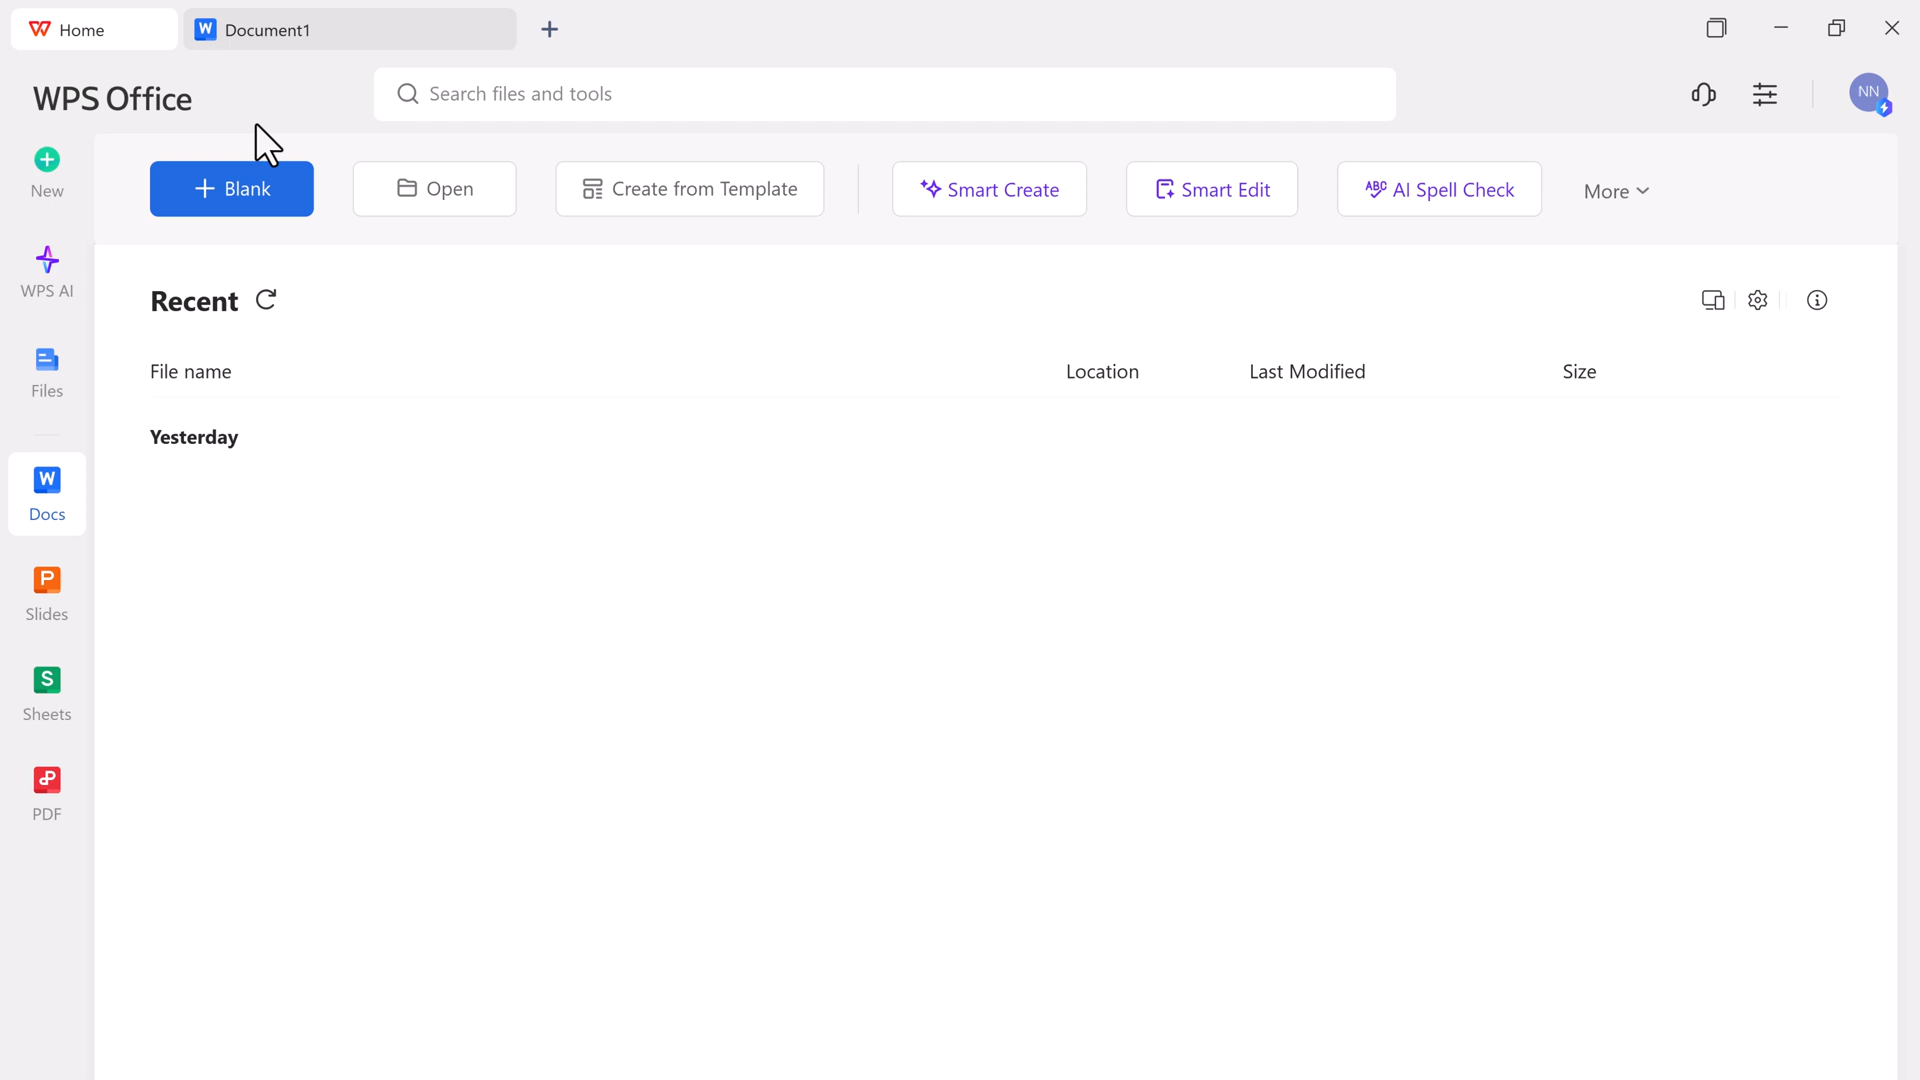 Home
W Document1
WPS Office
Search files and tools
NN
New
Blank
Open
Create from Template
Smart Create
Smart Edit
ABC AI Spell Check
More
WPS AI
Recent
Files
File name Location Last Modified Size
Yesterday
W
Docs
P
Slides
S
Sheets
P
PDF